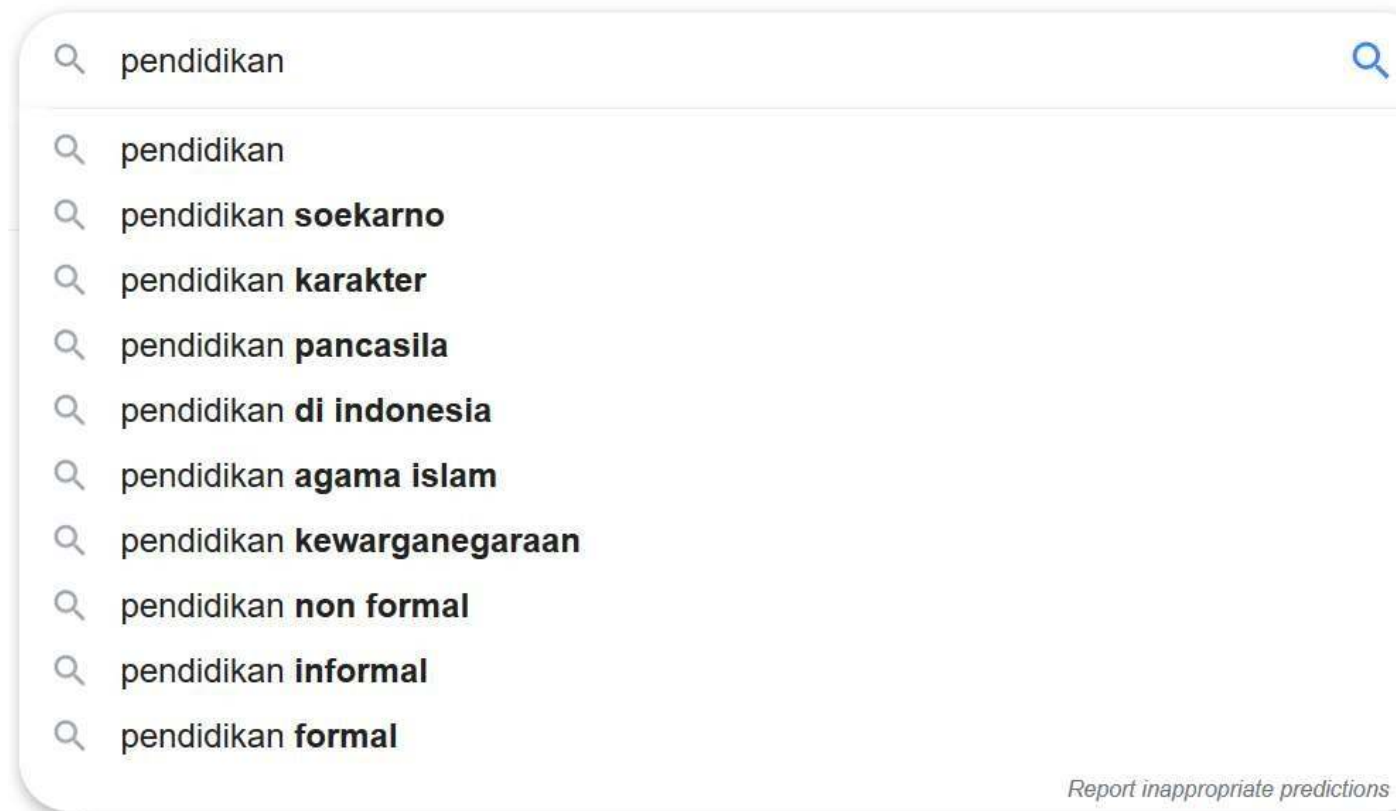 pendidikan
pendidikan
pendidikan soekarno
pendidikan karakter
pendidikan pancasila
pendidikan di indonesia
pendidikan agama islam
pendidikan kewarganegaraan
pendidikan non formal
pendidikan informal
pendidikan formal
Report inappropriate predictions